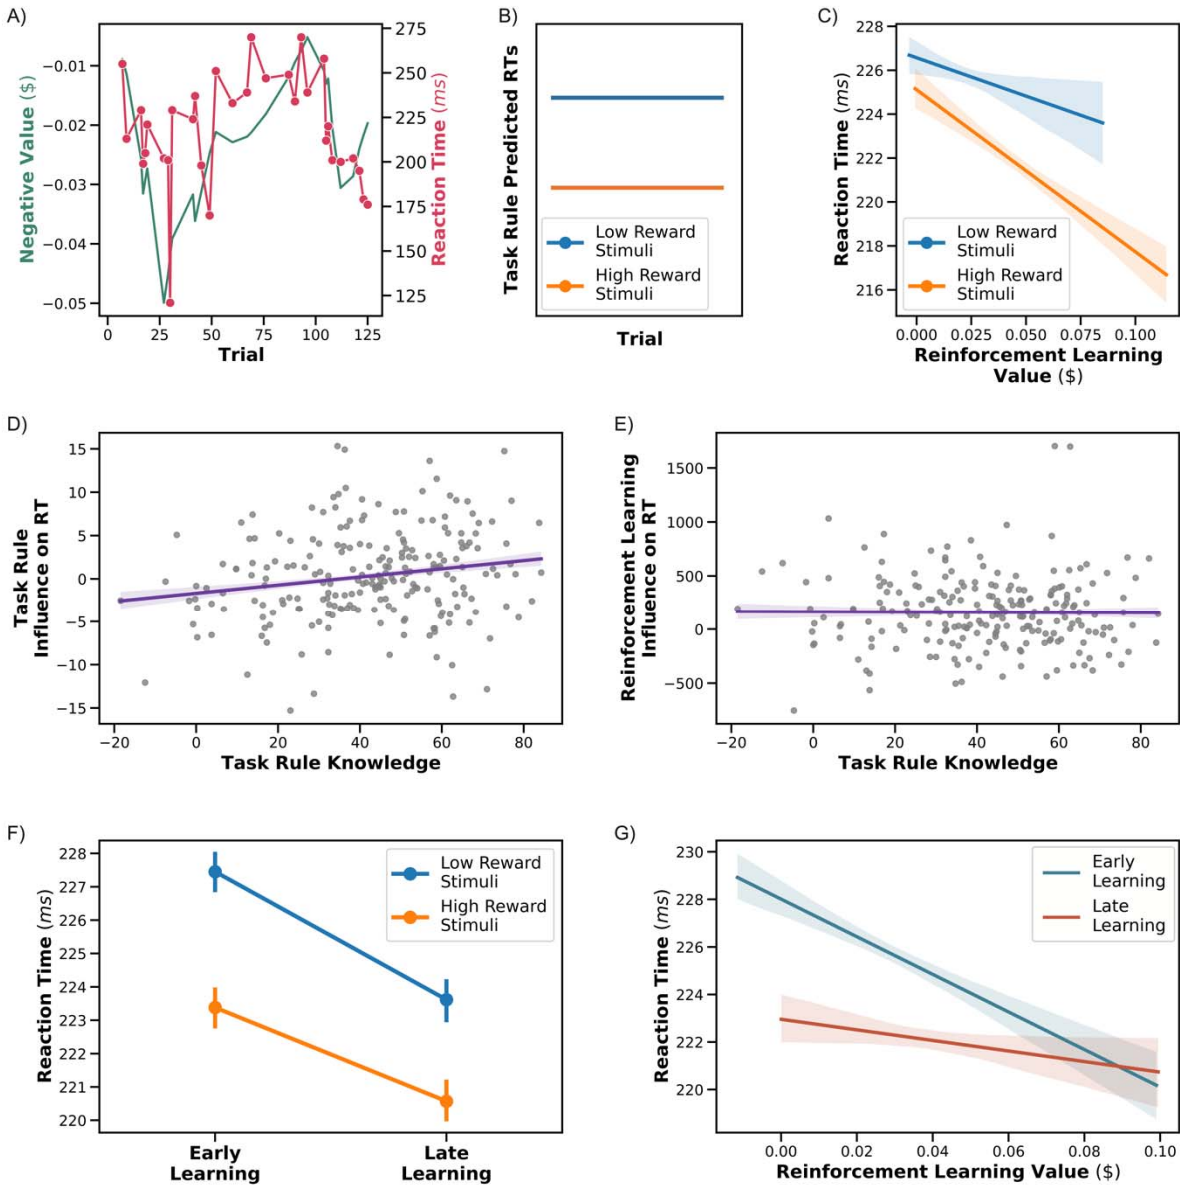 A)
Negative Value ($)
−0.01
−0.02
−0.03
−0.04
−0.05
275
250
225
200
175
150
125
Reaction Time (ms)
0 25 50 75 100 125
Trial
B)
Task Rule Predicted RTs
Low Reward
Stimuli
High Reward
Stimuli
Trial
C)
Reaction Time (ms)
228
226
224
222
220
218
216
Low Reward
Stimuli
High Reward
Stimuli
0.000 0.025 0.050 0.075 0.100
Reinforcement Learning
Value ($)
D)
Task Rule
Influence on RT
15
10
5
0
−5
−10
−15
−20 0 20 40 60 80
Task Rule Knowledge
E)
Reinforcement Learning
Influence on RT
1500
1000
500
0
−500
−20 0 20 40 60 80
Task Rule Knowledge
F)
Reaction Time (ms)
228
227
226
225
224
223
222
221
220
Low Reward
Stimuli
High Reward
Stimuli
Early
Learning
Late
Learning
G)
Reaction Time (ms)
230
228
226
224
222
220
Early
Learning
Late
Learning
0.00 0.02 0.04 0.06 0.08 0.10
Reinforcement Learning Value ($)